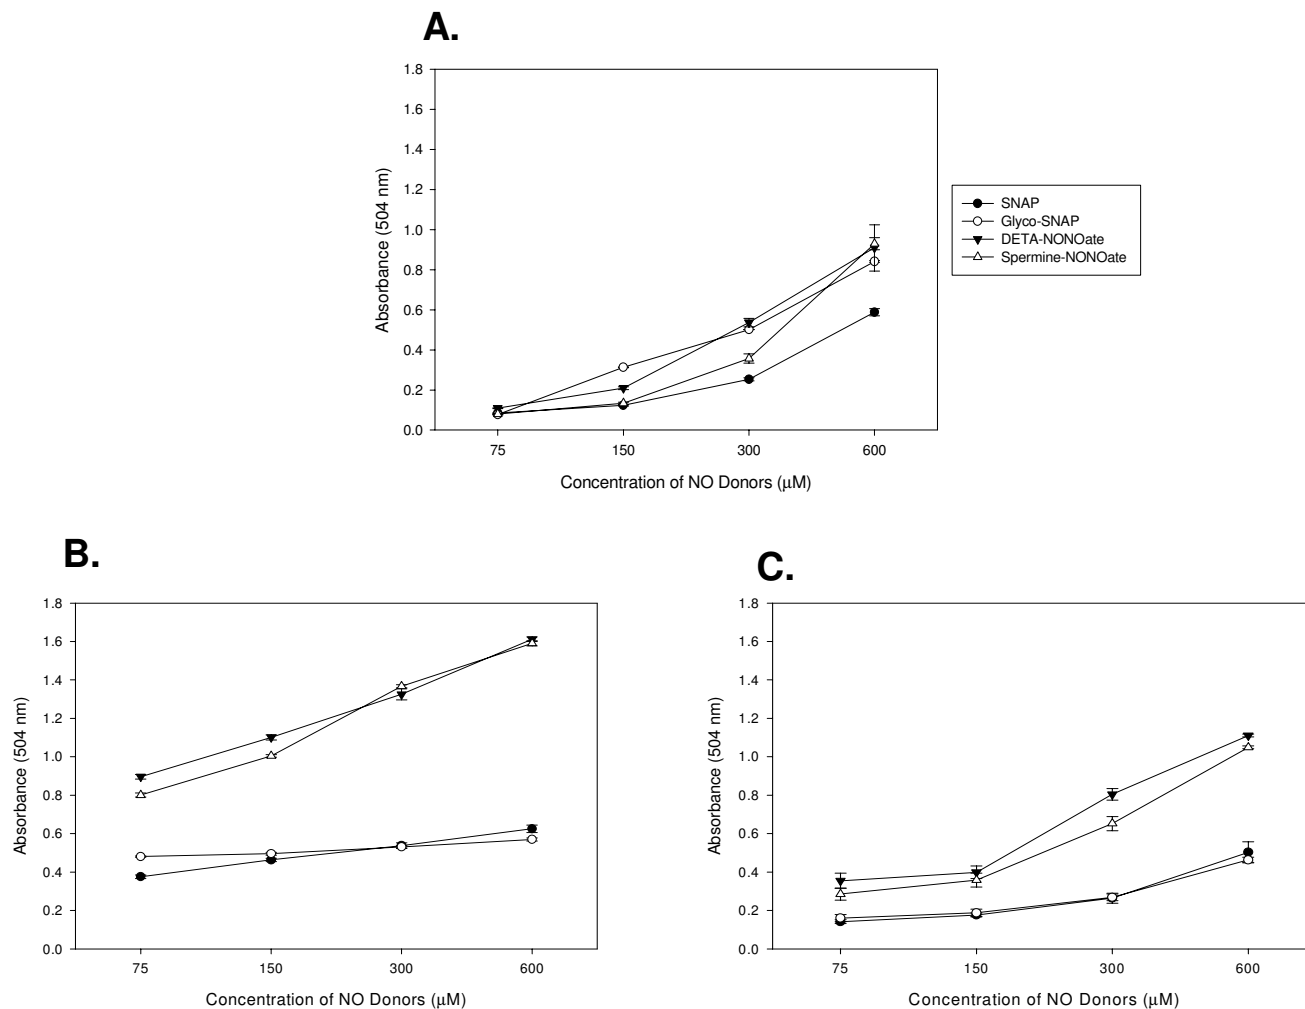 A.
1.8
1.6
1.4
1.2
1.0
0.8
0.6
0.4
0.2
0.0
Absorbance (504 nm)
75 150 300 600
Concentration of NO Donors (μM)
SNAP
Glyco-SNAP
DETA-NONOate
Spermine-NONOate
B.
1.8
1.6
1.4
1.2
1.0
0.8
0.6
0.4
0.2
0.0
Absorbance (504 nm)
75 150 300 600
Concentration of NO Donors (μM)
C.
1.8
1.6
1.4
1.2
1.0
0.8
0.6
0.4
0.2
0.0
Absorbance (504 nm)
75 150 300 600
Concentration of NO Donors (μM)